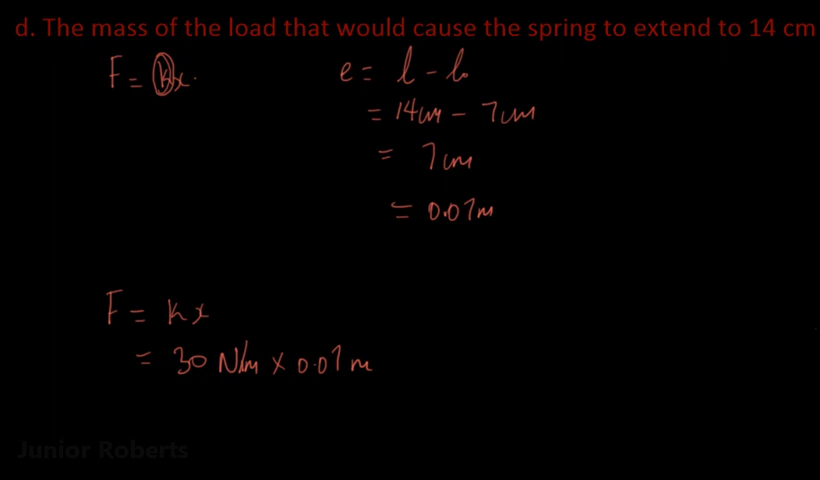 d. The mass of the load that would cause the spring to extend to 14 cm
F = kx.
e = l - l₀
= 14cm - 7cm
= 7cm
= 0.07m
F = kx
= 30 N/m × 0.07m
Junior Roberts